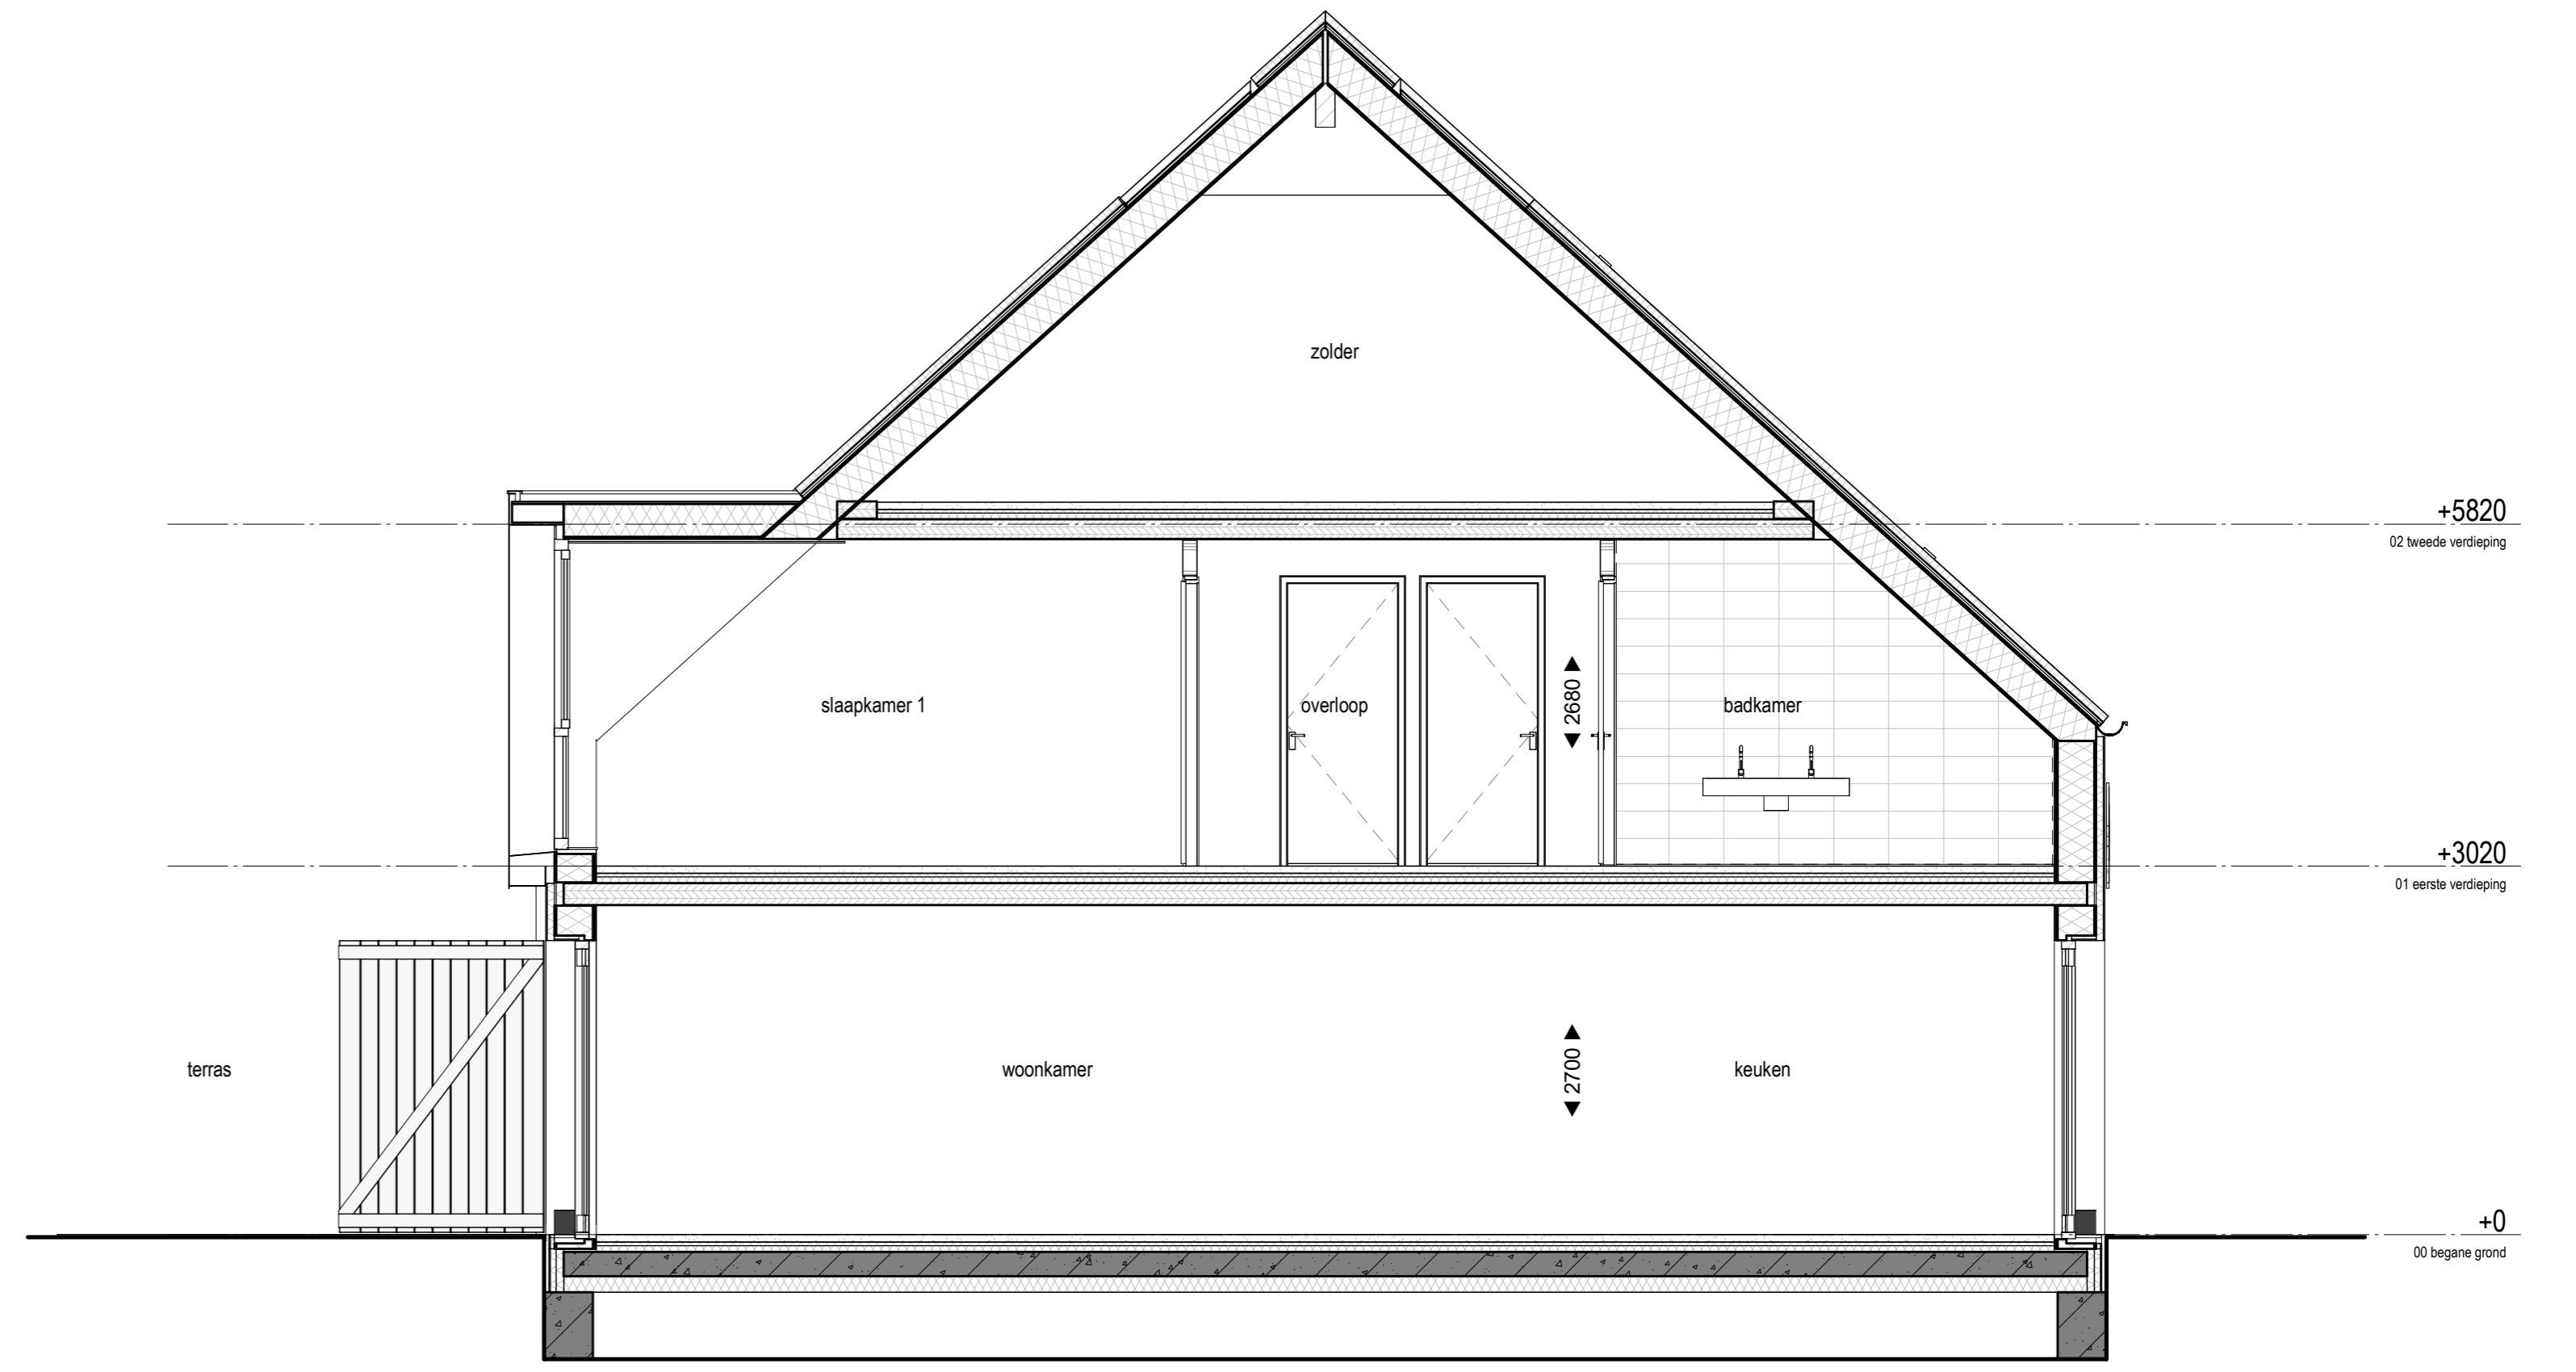 zolder
+5820
02 tweede verdieping
slaapkamer 1
overloop
2680
badkamer
+3020
01 eerste verdieping
terras
woonkamer
2700
keuken
+0
00 begane grond